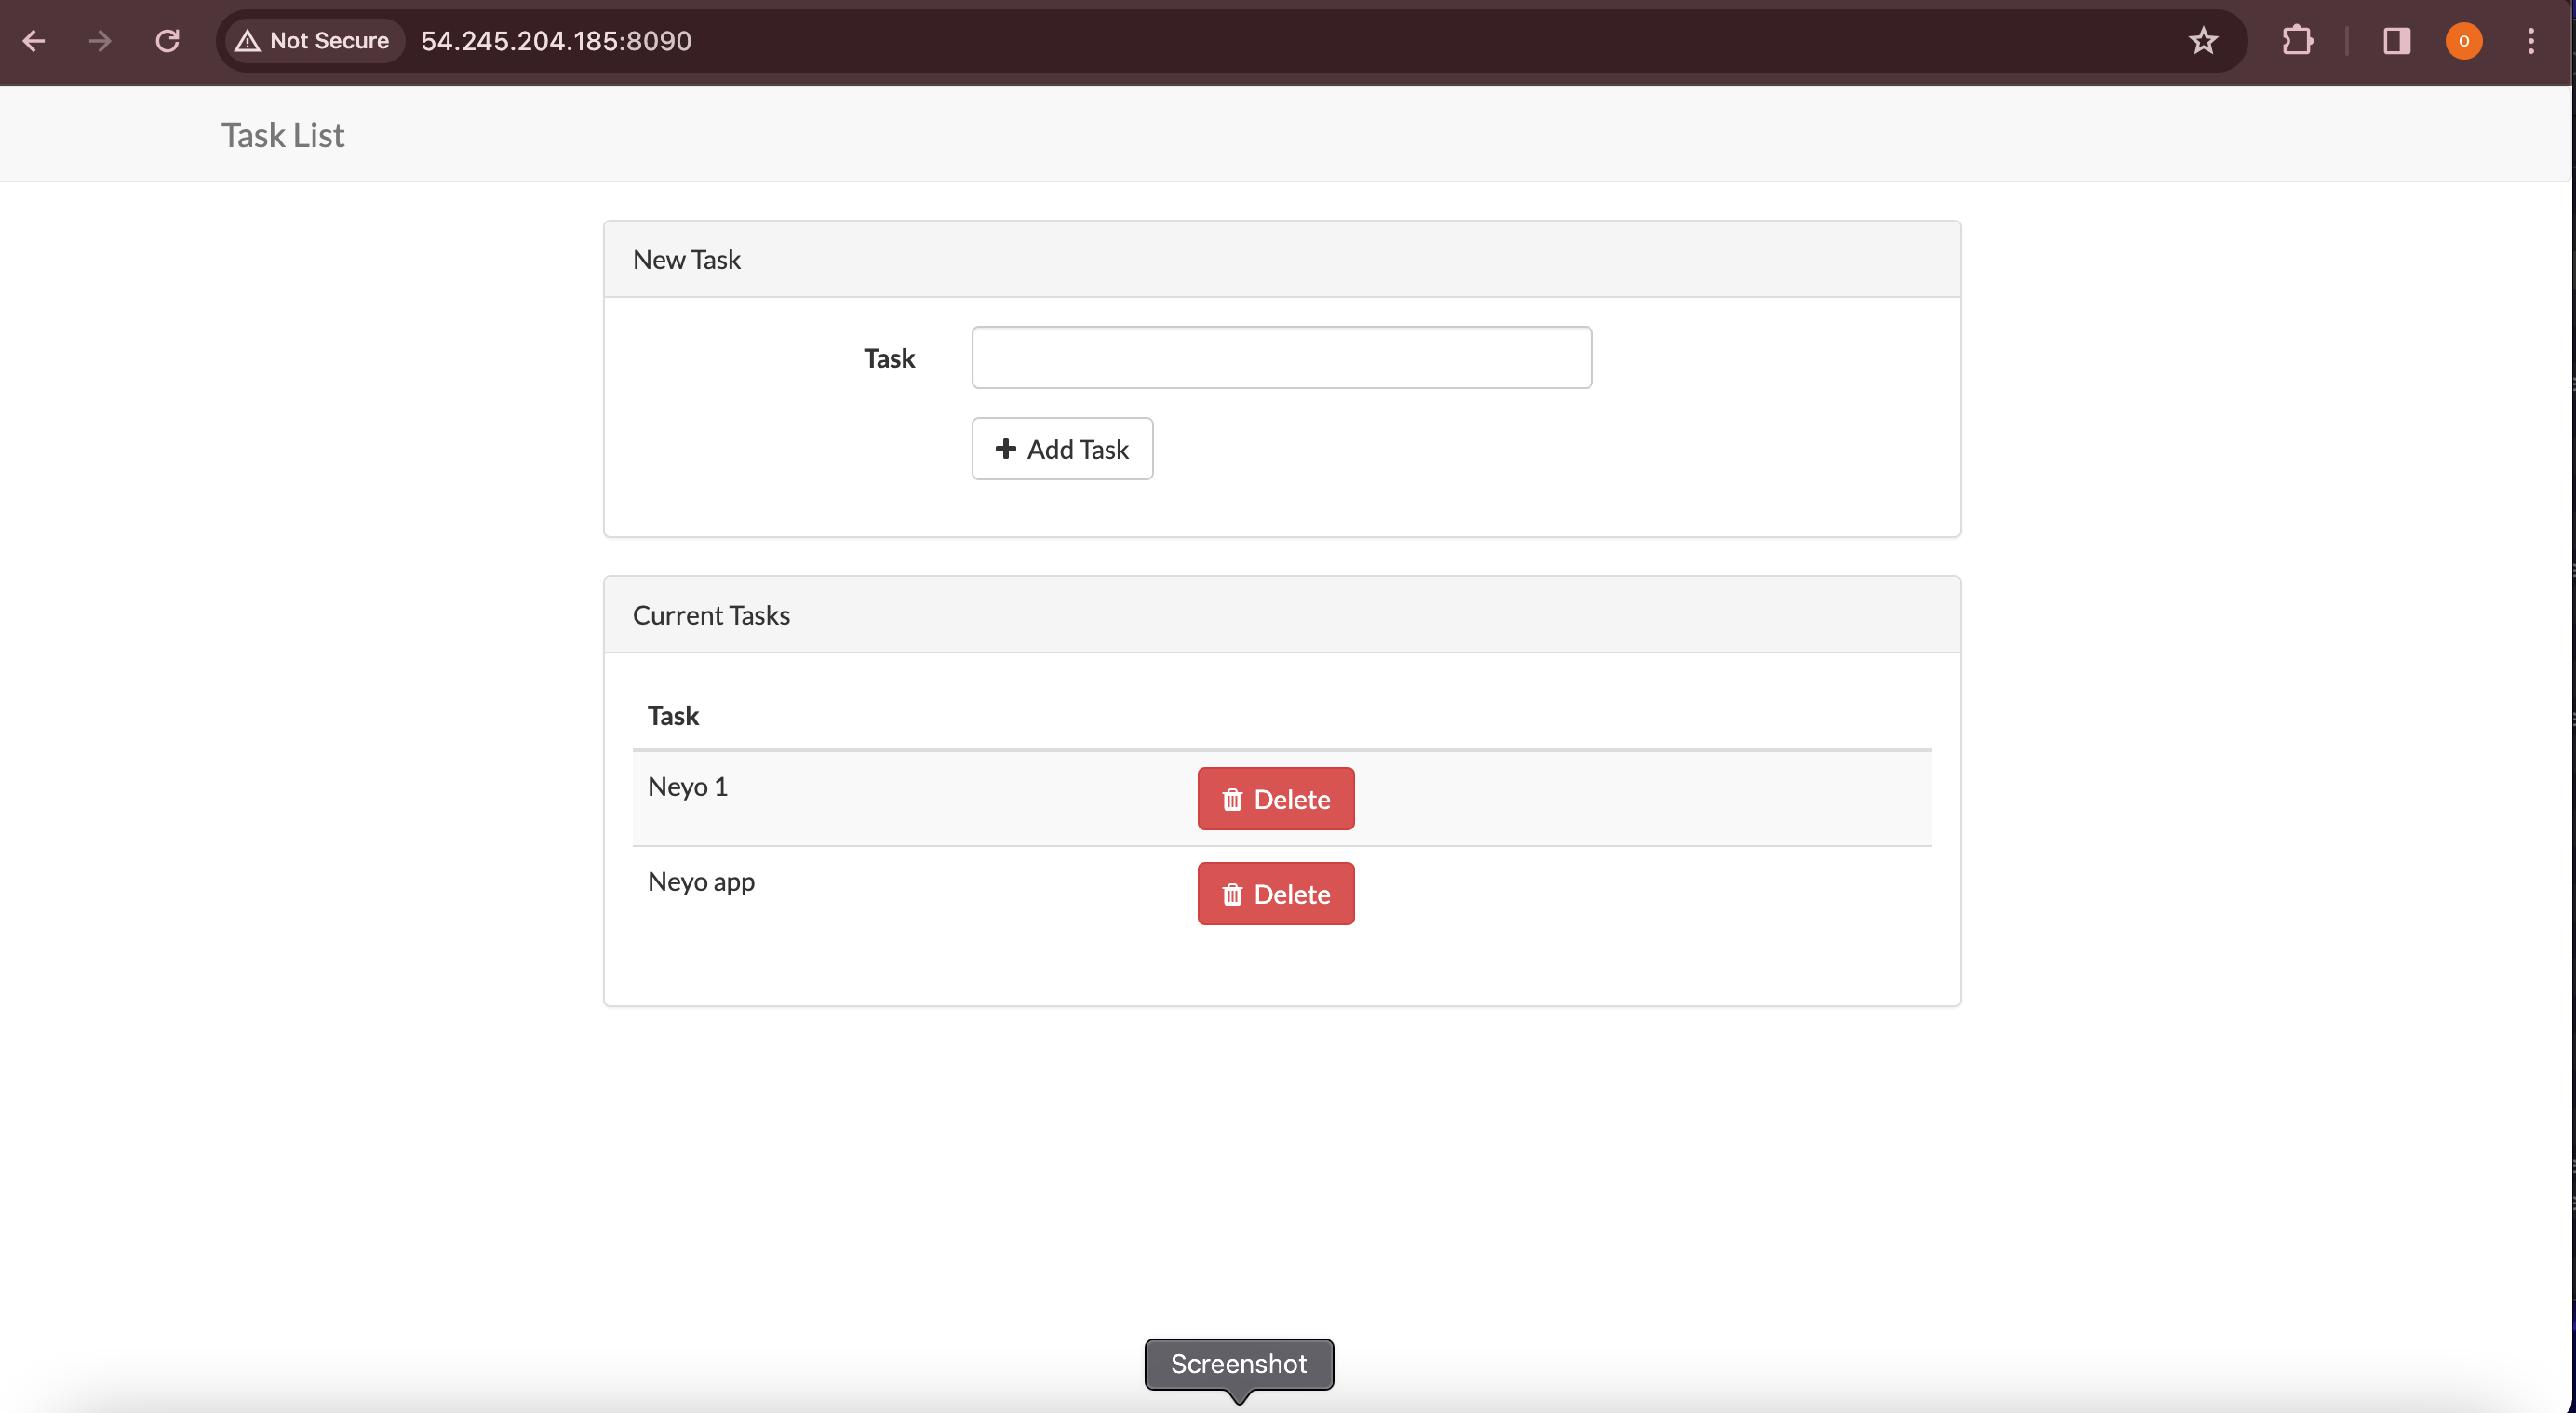 Not Secure 54.245.204.185:8090
o
Task List
New Task
Task
Add Task
Current Tasks
Task
Neyo 1 Delete
Neyo app Delete
Screenshot